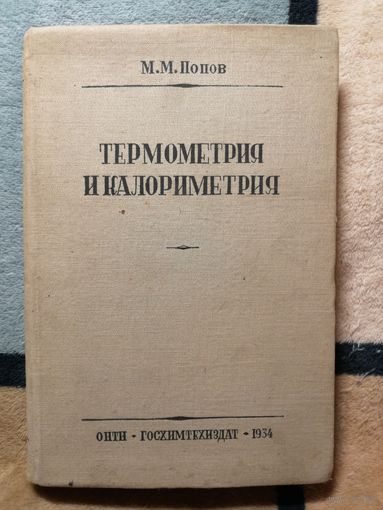 М.М.Попов
ТЕРМОМЕТРИЯ
И КАЛОРИМЕТРИЯ
ОНТИ - ГОСХИМТЕХИЗДАТ - 1934